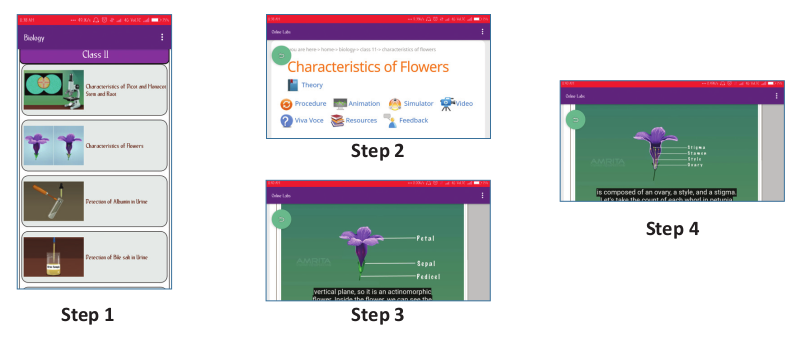 Biology
Class 11
Characteristics of Dicot and Monocot
Stem and Root
Characteristics of Flowers
Detection of Albumin in Urine
Detection of Bile salt in Urine
Step 1
Online Labs
you are here » home » biology » class 11 » characteristics of flowers
Characteristics of Flowers
Theory
Procedure Animation Simulator Video
Viva Voce Resources Feedback
Step 2
Online Labs
AMRITA
Petal
Sepal
Pedicel
vertical plane, so it is an actinomorphic
flower. Inside the flower, we can see the
Step 3
Online Labs
AMRITA
Stigma
Stamen
Style
Ovary
is composed of an ovary, a style, and a stigma.
Let's take the count of each whorl in petunia
Step 4